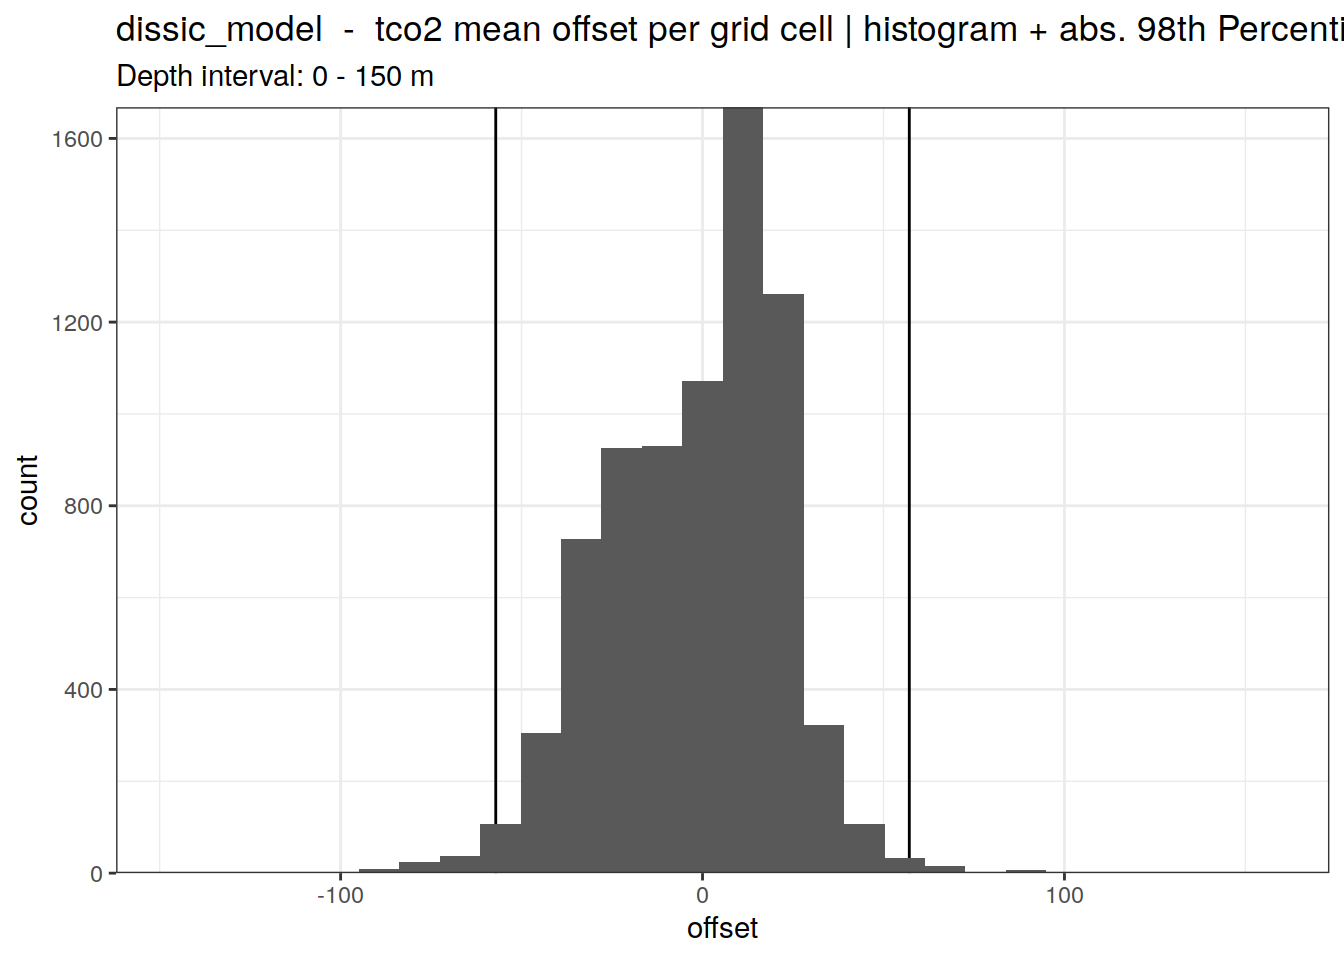 dissic_model - tco2 mean offset per grid cell | histogram + abs. 98th Percenti
Depth interval: 0 - 150 m
1600
1200
800
400
0
count
-100 0 100
offset